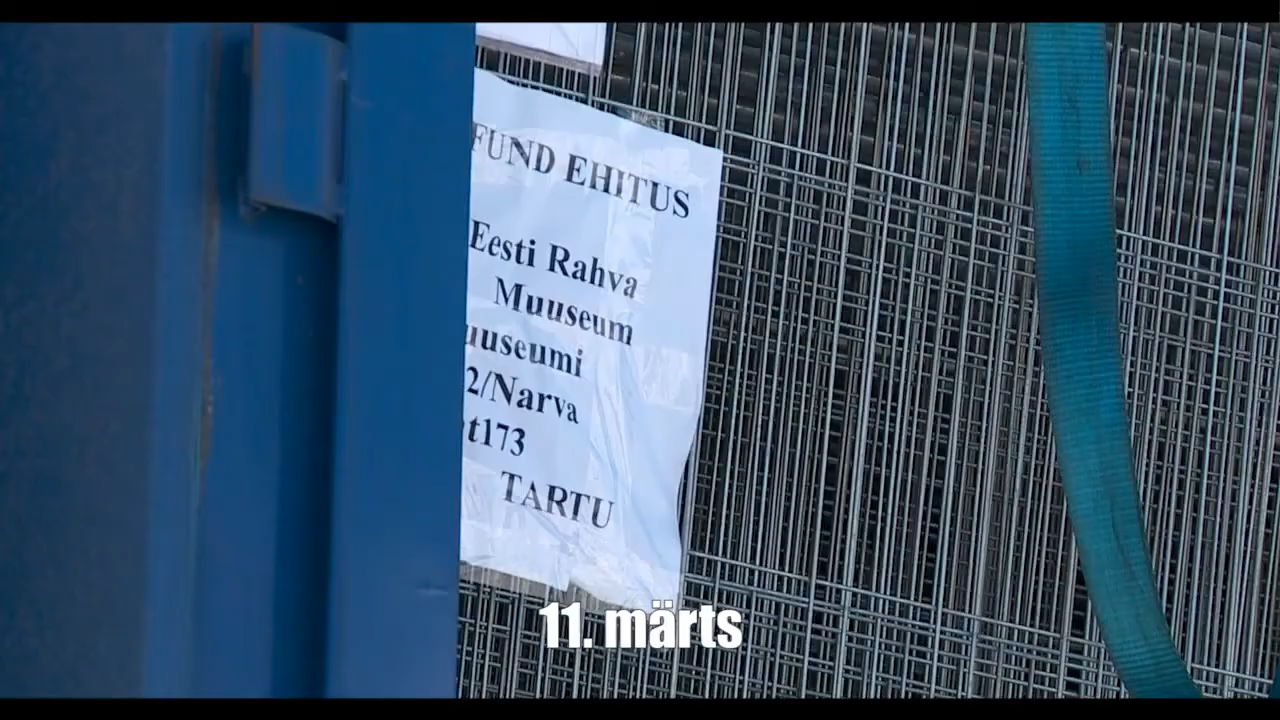 FUND EHITUS
Eesti Rahva
Muuseum
uuseumi
2/Narva
t173
TARTU
11. märts